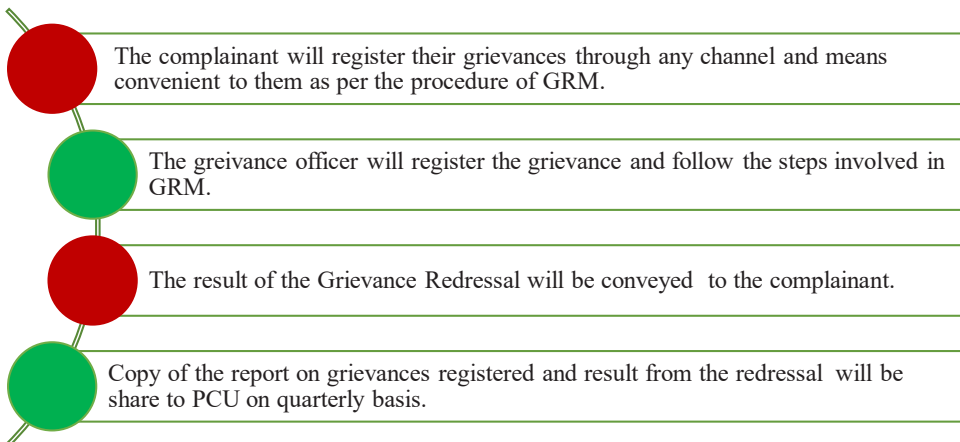 The complainant will register their grievances through any channel and means
convenient to them as per the procedure of GRM.
The greivance officer will register the grievance and follow the steps involved in
GRM.
The result of the Grievance Redressal will be conveyed to the complainant.
Copy of the report on grievances registered and result from the redressal will be
share to PCU on quarterly basis.